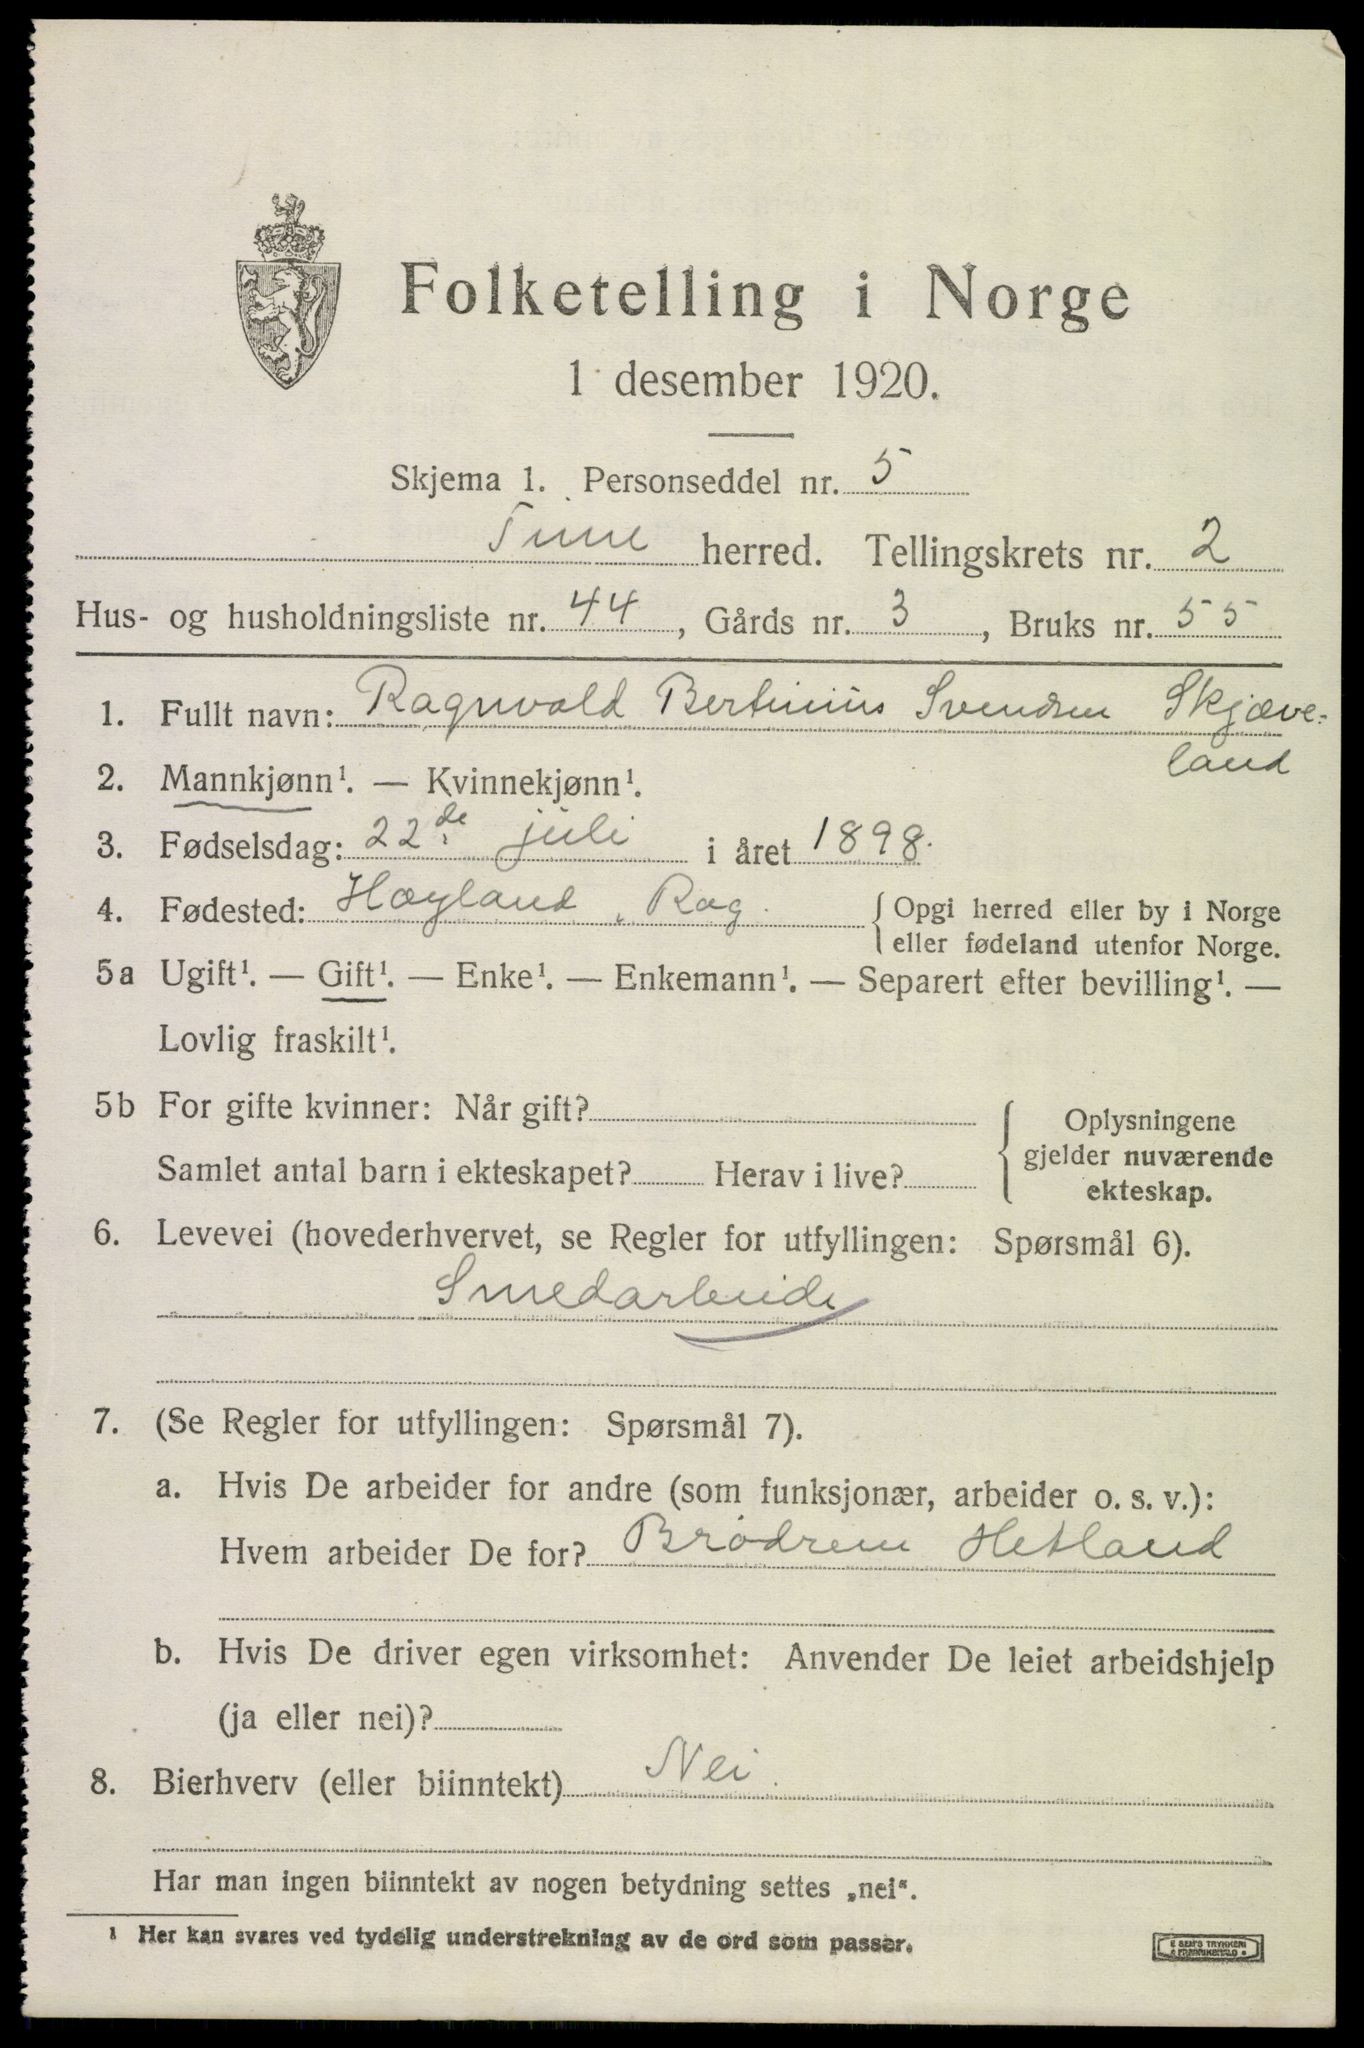 Folketelling i Norge
1 desember 1920.
Skjema 1. Personseddel nr. 5
Time herred. Tellingskrets nr. 2
Hus- og husholdningsliste nr. 44, Gårds nr. 3, Bruks nr. 55
1. Fullt navn: Ragnvald Bertinius Svendsen Skjæve-
land
2. Mannkjønn¹. — Kvinnekjønn¹.
3. Fødselsdag: 22de juli i året 1898.
4. Fødested: Høyland, Rog. { Opgi herred eller by i Norge
eller fødeland utenfor Norge.
5a Ugift¹. — Gift¹. — Enke¹. — Enkemann¹. — Separert efter bevilling¹. —
Lovlig fraskilt¹.
5b For gifte kvinner: Når gift?
Samlet antal barn i ekteskapet? Herav i live?
{ Oplysningene
gjelder nuværende
ekteskap.
6. Levevei (hovederhvervet, se Regler for utfyllingen: Spørsmål 6).
Smedarbeide
7. (Se Regler for utfyllingen: Spørsmål 7).
a. Hvis De arbeider for andre (som funksjonær, arbeider o. s. v.):
Hvem arbeider De for? Brødrene Hetland
b. Hvis De driver egen virksomhet: Anvender De leiet arbeidshjelp
(ja eller nei)?
8. Bierhverv (eller biinntekt) Nei.
Har man ingen biinntekt av nogen betydning settes „nei“.
¹ Her kan svares ved tydelig understrekning av de ord som passer.